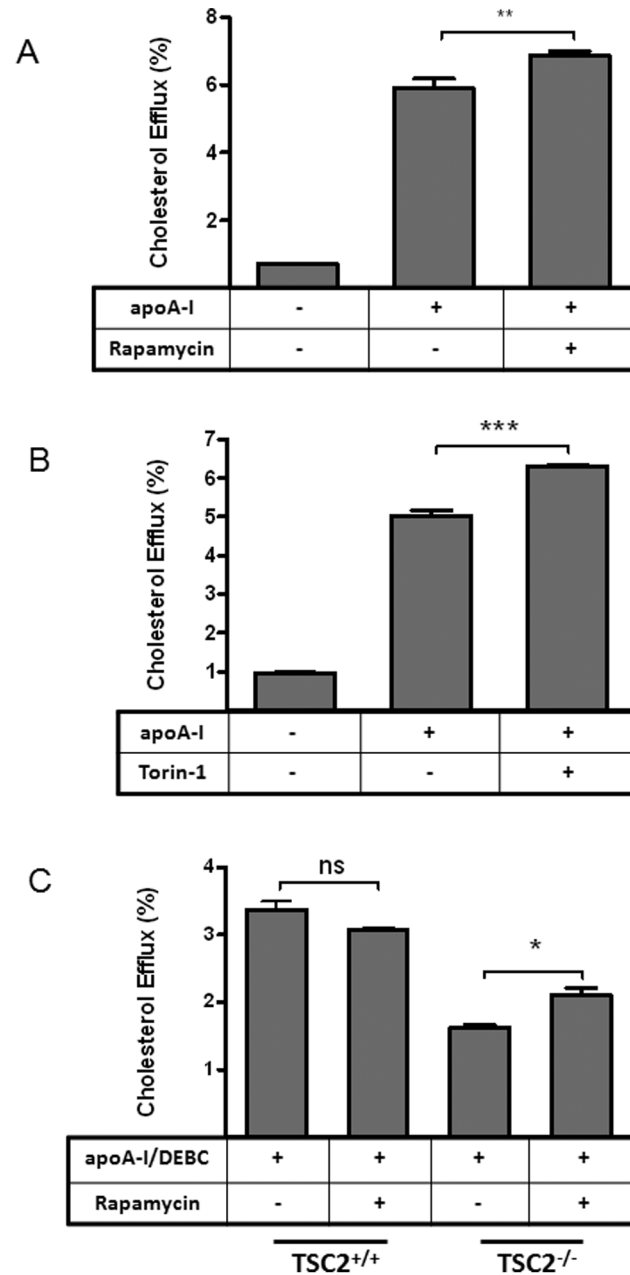 A
Cholesterol Efflux (%)
8
6
4
2
**
apoA-I - + +
Rapamycin - - +
B
Cholesterol Efflux (%)
7
6
5
4
3
2
1
***
apoA-I - + +
Torin-1 - - +
C
Cholesterol Efflux (%)
4
3
2
1
ns
*
apoA-I/DEBC + + + +
Rapamycin - + - +
TSC2+/+ TSC2-/-